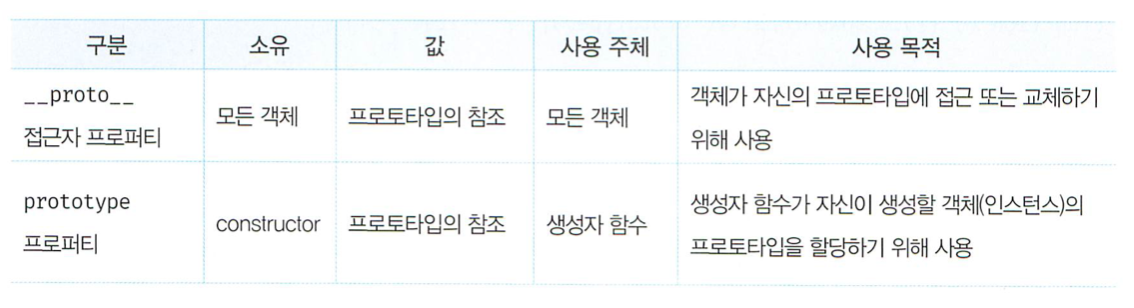 구분 소유 값 사용 주체 사용 목적
__proto__
접근자 프로퍼티
모든 객체
프로토타입의 참조
모든 객체
객체가 자신의 프로토타입에 접근 또는 교체하기
위해 사용
prototype
프로퍼티
constructor
프로토타입의 참조
생성자 함수
생성자 함수가 자신이 생성할 객체(인스턴스)의
프로토타입을 할당하기 위해 사용